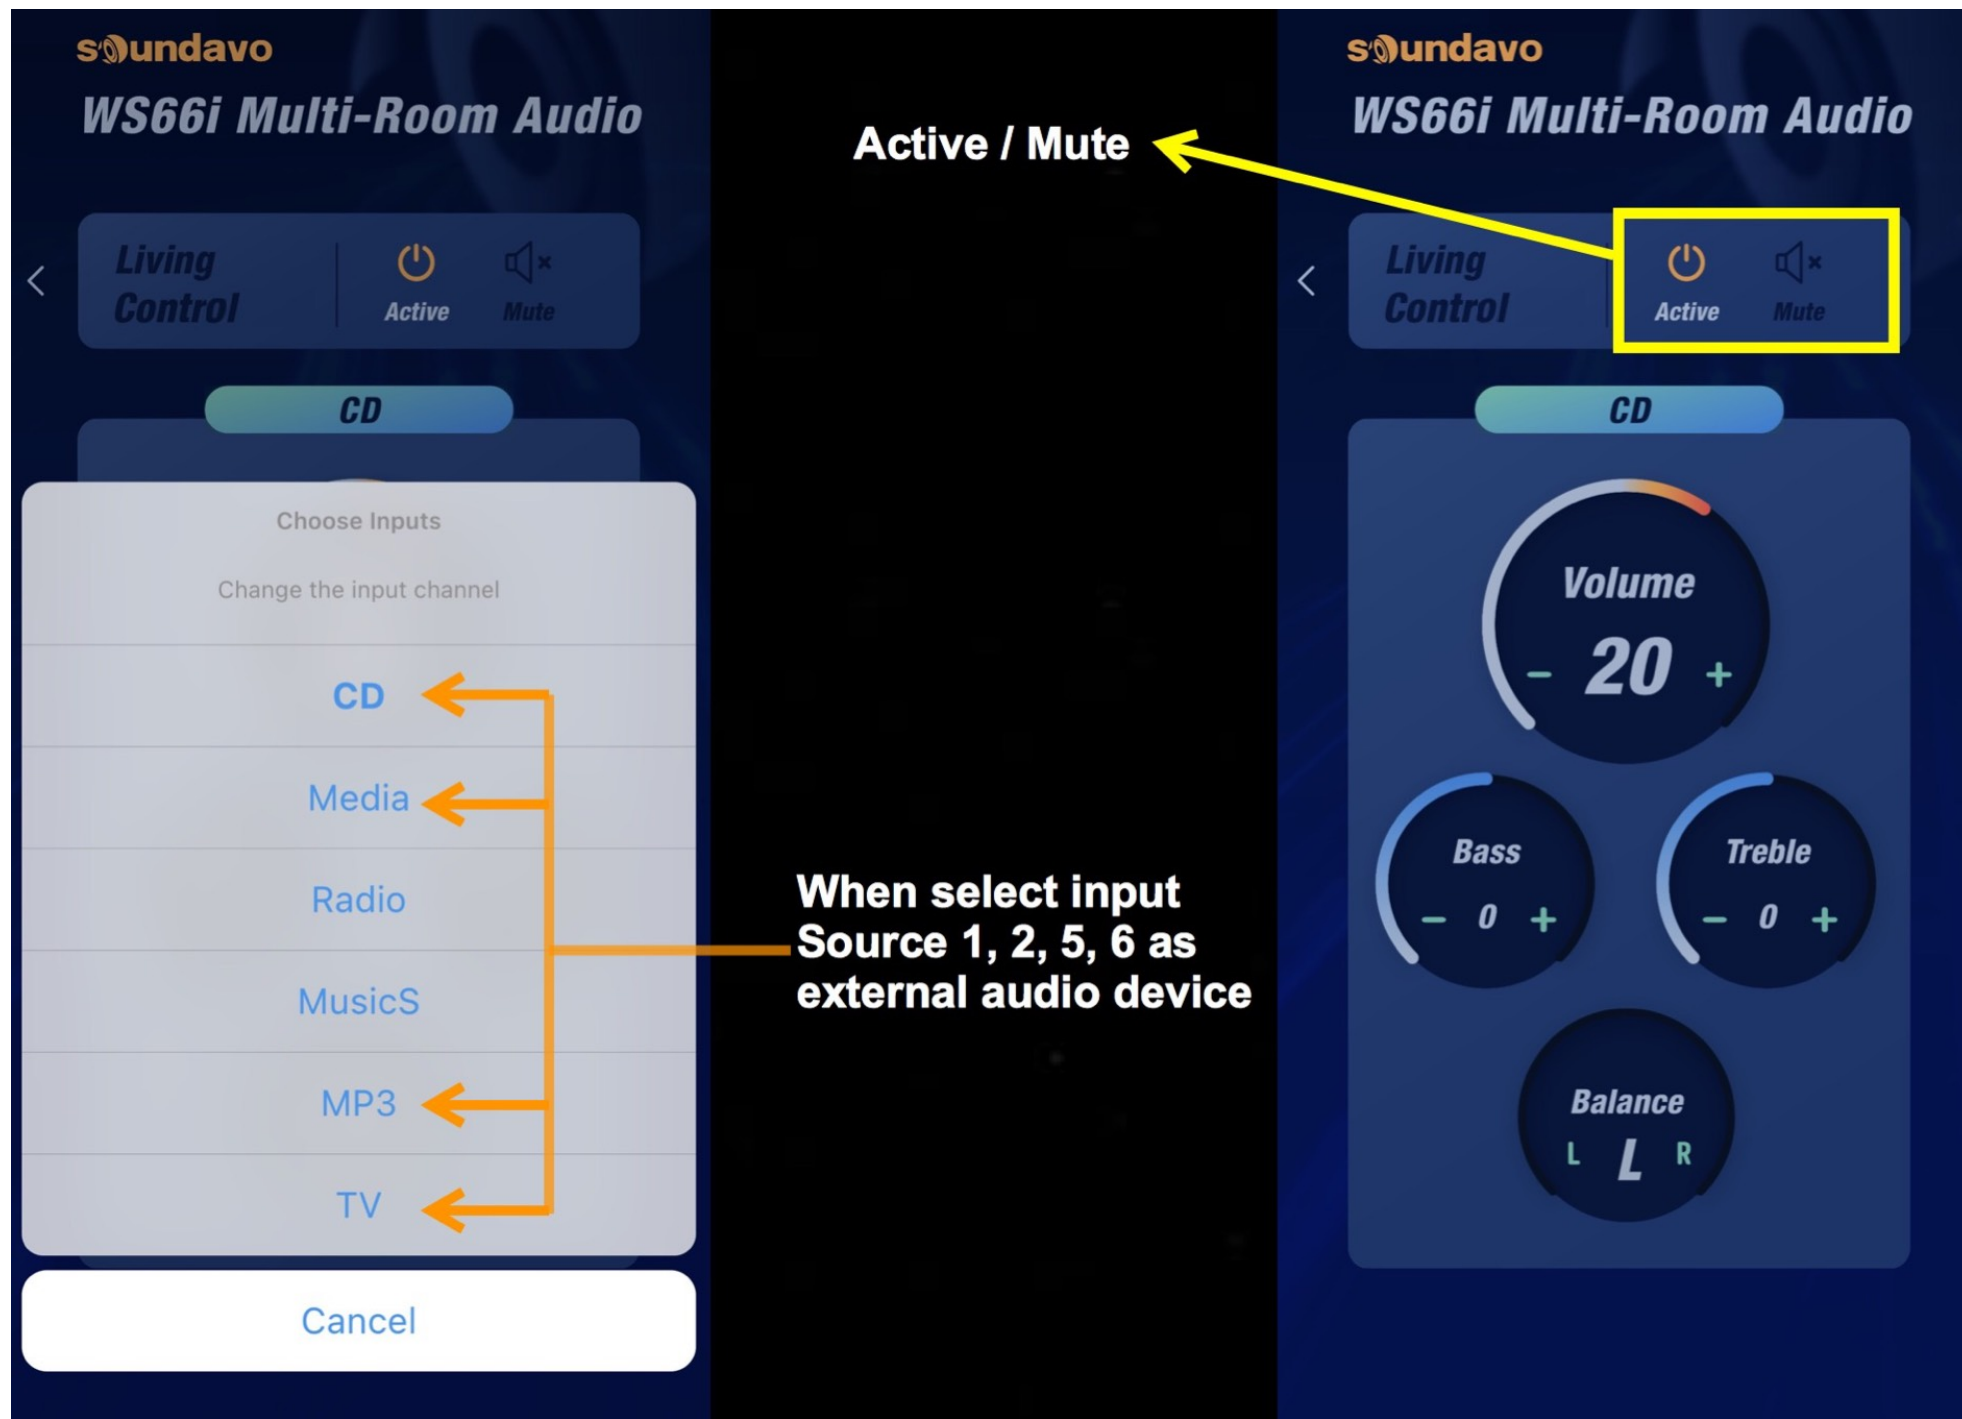 soundavo
WS66i Multi-Room Audio
Living
Control
Active
Mute
CD
Choose Inputs
Change the input channel
CD
Media
Radio
MusicS
MP3
TV
Cancel
Active / Mute
When select input
Source 1, 2, 5, 6 as
external audio device
soundavo
WS66i Multi-Room Audio
Living
Control
Active
Mute
CD
Volume
- 20 +
Bass
- 0 +
Treble
- 0 +
Balance
L L R